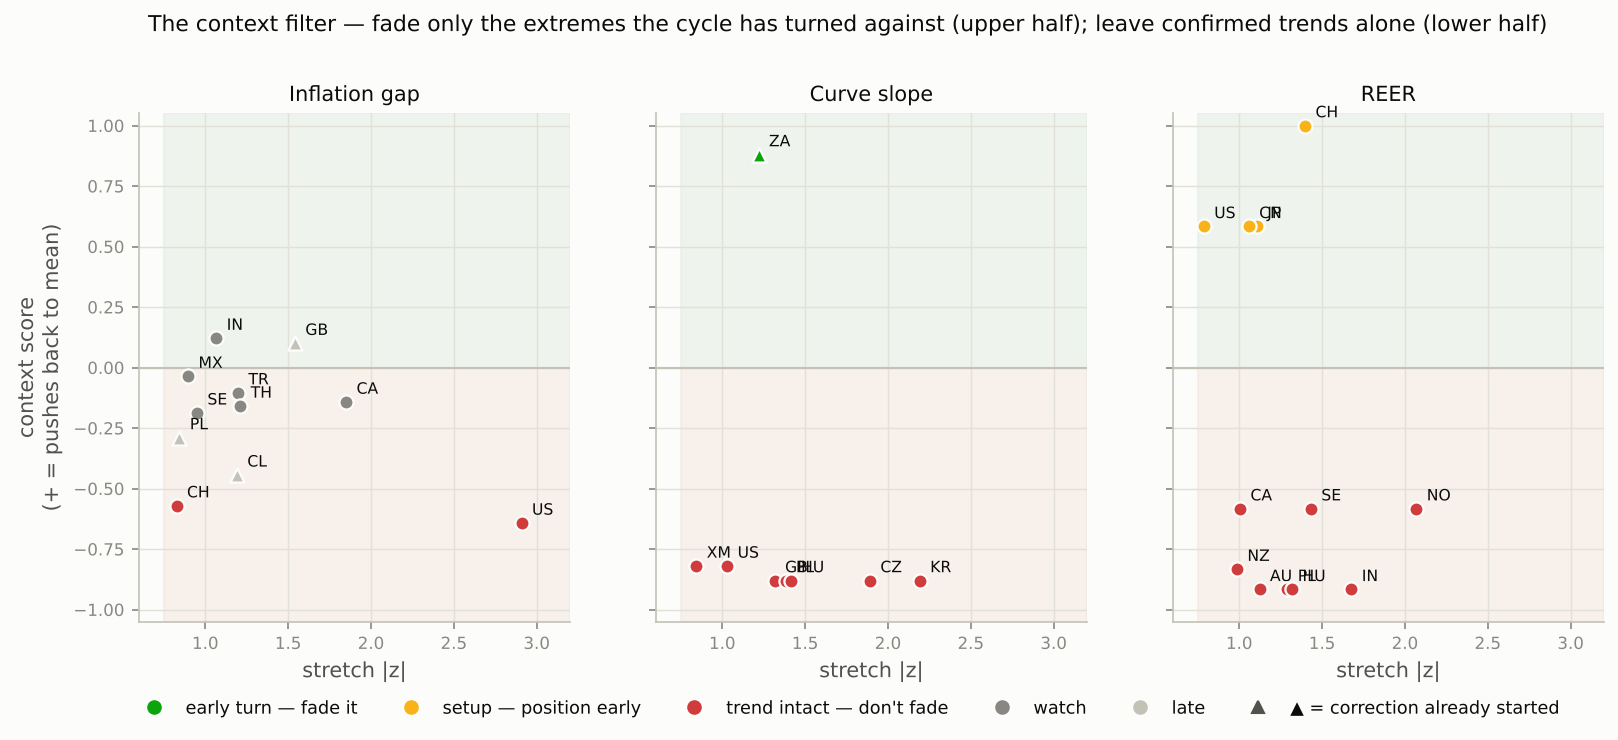 The context filter — fade only the extremes the cycle has turned against (upper half); leave confirmed trends alone (lower half)
Inflation gap
Curve slope
REER
context score
(+ = pushes back to mean)
1.00
0.75
0.50
0.25
0.00
−0.25
−0.50
−0.75
−1.00
IN
GB
MX
TR
TH
SE
CA
PL
CL
CH
US
1.0 1.5 2.0 2.5 3.0
stretch |z|
ZA
XM US
HU
CZ
KR
1.0 1.5 2.0 2.5 3.0
stretch |z|
CH
US
CA
SE
NO
NZ
AU
HU
IN
1.0 1.5 2.0 2.5 3.0
stretch |z|
early turn — fade it
setup — position early
trend intact — don't fade
watch
late
▲ = correction already started